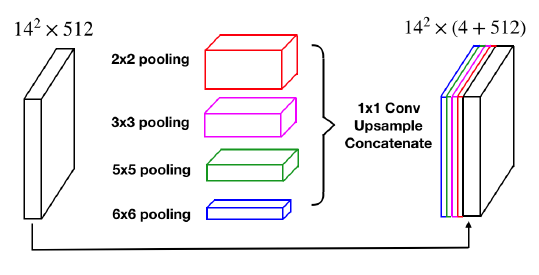 14² × 512
14² × (4 + 512)
2x2 pooling
3x3 pooling
5x5 pooling
6x6 pooling
1x1 Conv
Upsample
Concatenate